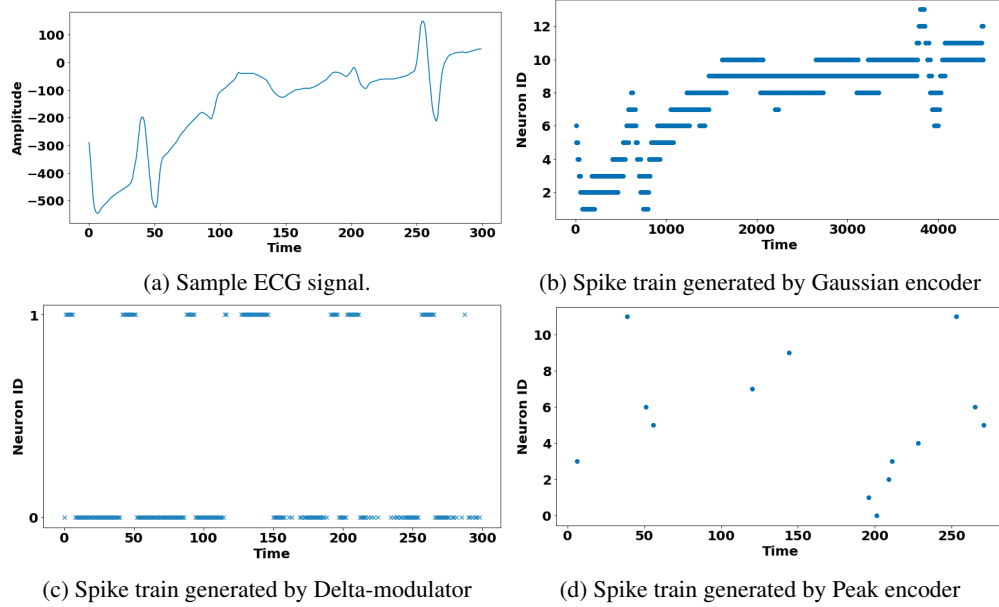 100
0
−100
−200
−300
−400
−500
Amplitude
0 50 100 150 200 250 300
Time
(a) Sample ECG signal.
12
10
8
6
4
2
Neuron ID
0 1000 2000 3000 4000
Time
(b) Spike train generated by Gaussian encoder
1
0
Neuron ID
0 50 100 150 200 250 300
Time
(c) Spike train generated by Delta-modulator
10
8
6
4
2
0
Neuron ID
0 50 100 150 200 250
Time
(d) Spike train generated by Peak encoder